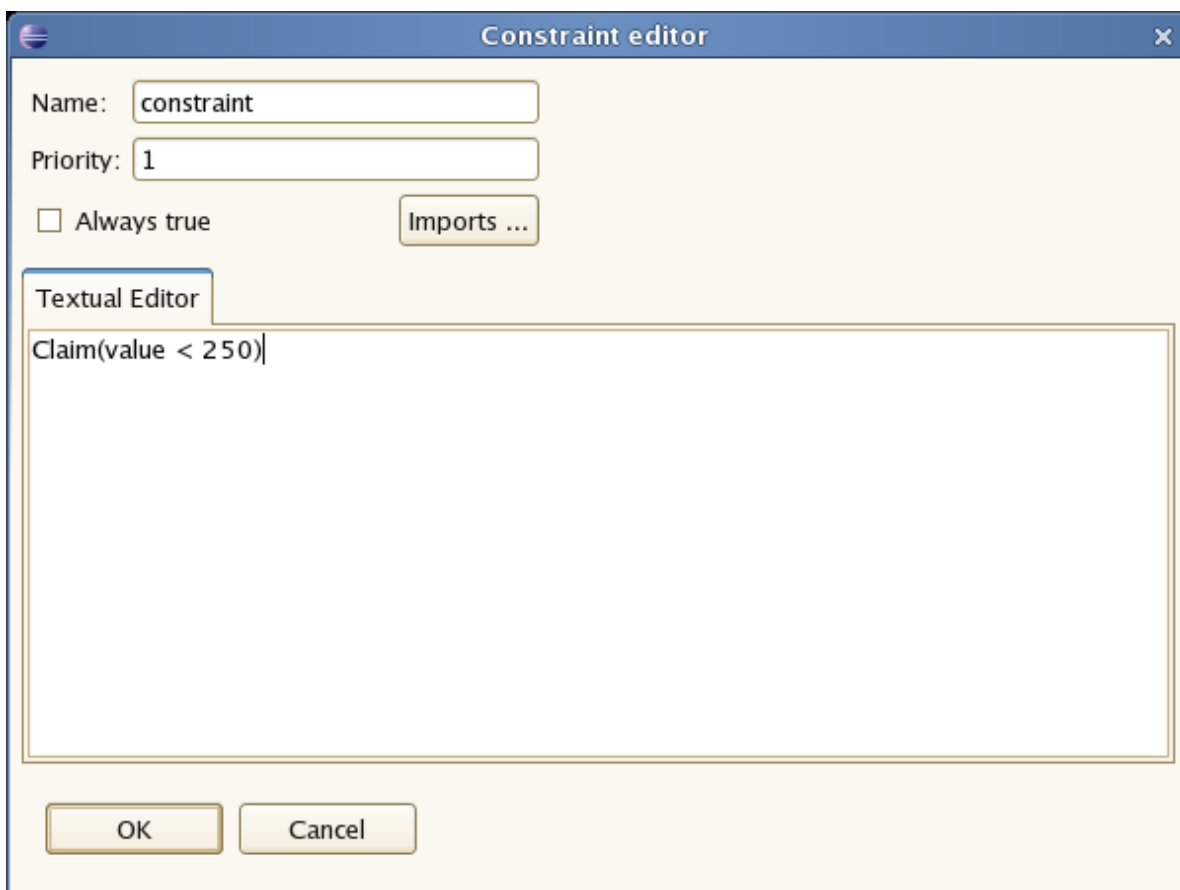 Constraint editor
Name: constraint
Priority: 1
Always true Imports ...
Textual Editor
Claim(value < 250)
OK Cancel